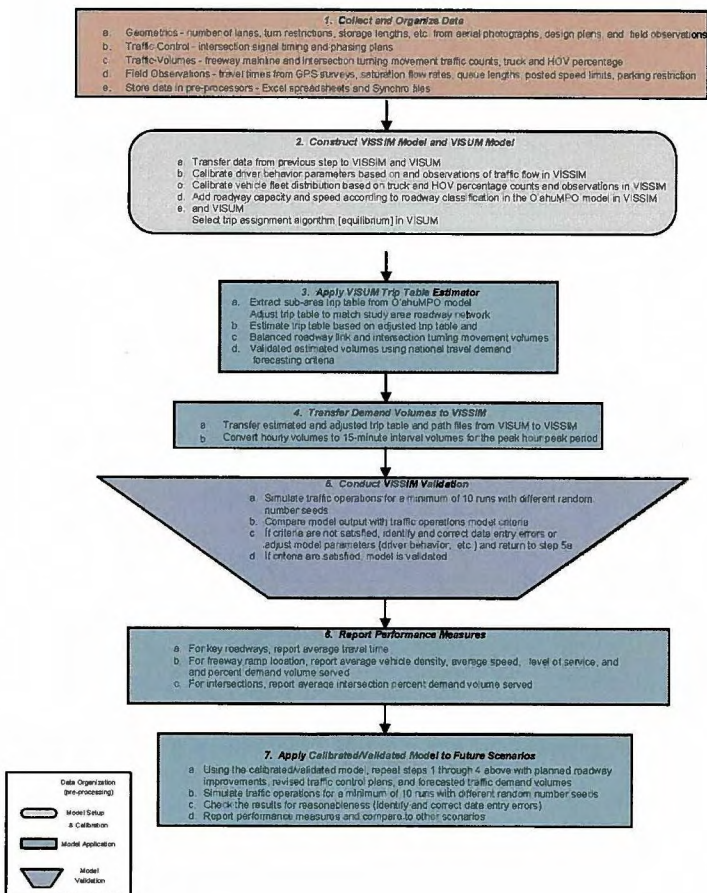 1. Collect and Organize Data
a. Geometrics - number of lanes, turn restrictions, storage lengths, etc. from aerial photographs, design plans, and field observations
b. Traffic Control - intersection signal timing and phasing plans
c. Traffic-Volumes - freeway mainline and intersection turning movement traffic counts, truck and HOV percentage
d. Field Observations - travel times from GPS surveys, saturation flow rates, queue lengths, posted speed limits, parking restriction
e. Store data in pre-processors - Excel spreadsheets and Synchro files
2. Construct VISSIM Model and VISUM Model
a Transfer data from previous step to VISSIM and VISUM
b Calibrate driver behavior parameters based on and observations of traffic flow in VISSIM
c. Calibrate vehicle fleet distribution based on truck and HOV percentage counts and observations in VISSIM
d. Add roadway capacity and speed according to roadway classification in the O'ahuMPO model in VISSIM
e. and VISUM
Select trip assignment algorithm [equilibrium] in VISUM
3. Apply VISUM Trip Table Estimator
a. Extract sub-area trip table from O'ahuMPO model
Adjust trip table to match study area roadway network
b Estimate trip table based on adjusted trip table and
c Balanced roadway link and intersection turning movement volumes
d. Validated estimated volumes using national travel demand
forecasting criteria
4. Transfer Demand Volumes to VISSIM
a Transfer estimated and adjusted trip table and path files from VISUM to VISSIM
b Convert hourly volumes to 15-minute interval volumes for the peak hour peak period
5. Conduct VISSIM Validation
a. Simulate traffic operations for a minimum of 10 runs with different random
number seeds
b. Compare model output with traffic operations model criteria
c If criteria are not satisfied, identify and correct data entry errors or
adjust model parameters (driver behavior, etc.) and return to step 5a
d If criteria are satisfied, model is validated
6. Report Performance Measures
a. For key roadways, report average travel time
b. For freeway ramp location, report average vehicle density, average speed, level of service, and
and percent demand volume served
c. For intersections, report average intersection percent demand volume served
7. Apply Calibrated/Validated Model to Future Scenarios
a. Using the calibrated/validated model, repeat steps 1 through 4 above with planned roadway
improvements, revised traffic control plans, and forecasted traffic demand volumes
b. Simulate traffic operations for a minimum of 10 runs with different random number seeds
c. Check the results for reasonableness (identify and correct data entry errors)
d. Report performance measures and compare to other scenarios
Data Organization
(pre-processing)
Model Setup
& Calibration
Model Application
Model
Validation